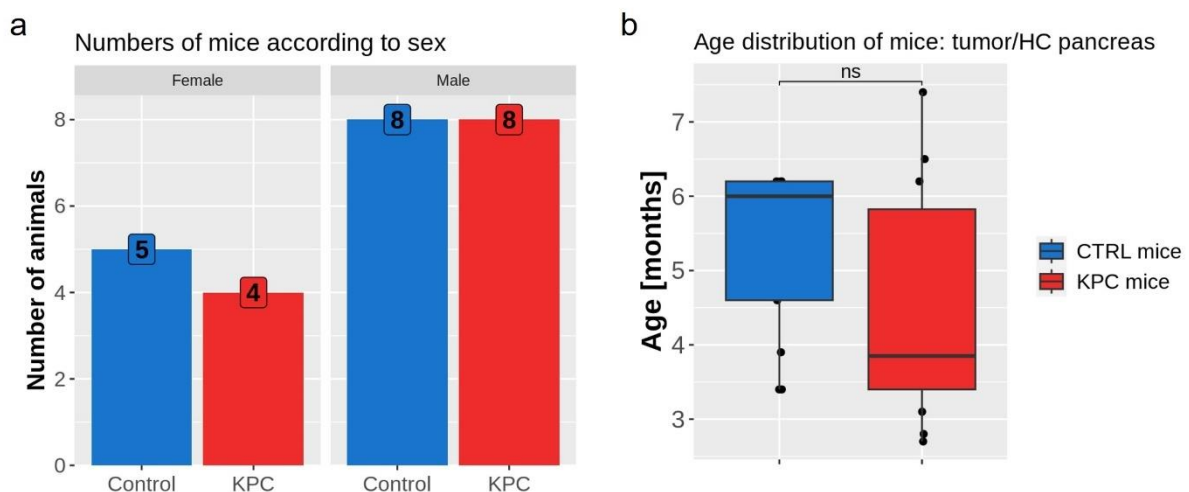 a
Numbers of mice according to sex
Female
Male
Number of animals
8
6
4
2
0
5
4
8
8
Control
KPC
Control
KPC
b
Age distribution of mice: tumor/HC pancreas
ns
Age [months]
7
6
5
4
3
CTRL mice
KPC mice